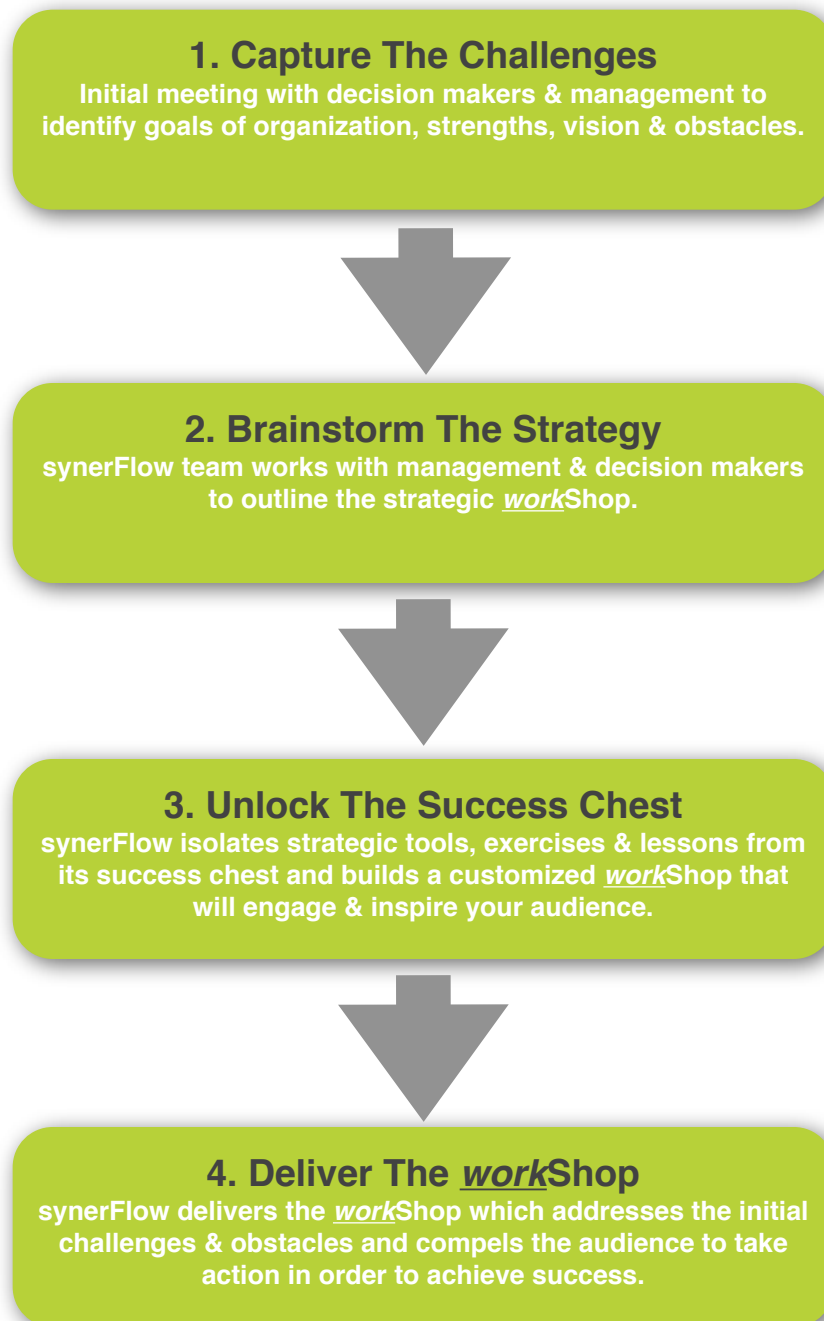 1. Capture The Challenges
Initial meeting with decision makers & management to
identify goals of organization, strengths, vision & obstacles.
2. Brainstorm The Strategy
synerFlow team works with management & decision makers
to outline the strategic workShop.
3. Unlock The Success Chest
synerFlow isolates strategic tools, exercises & lessons from
its success chest and builds a customized workShop that
will engage & inspire your audience.
4. Deliver The workShop
synerFlow delivers the workShop which addresses the initial
challenges & obstacles and compels the audience to take
action in order to achieve success.